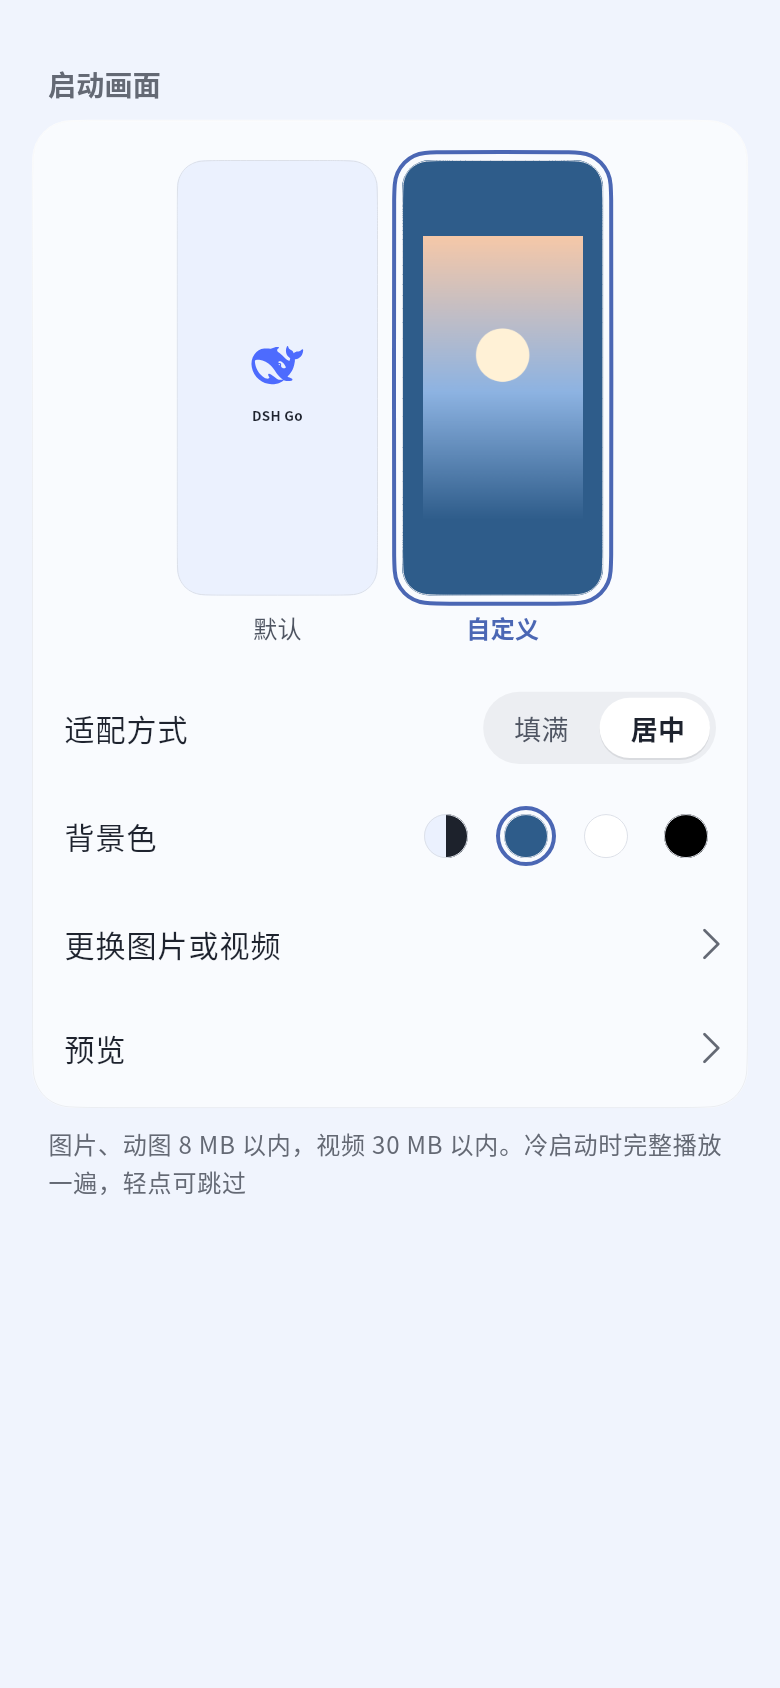 启动画面
DSH Go
默认
自定义
适配方式
填满
居中
背景色
更换图片或视频
预览
图片、动图 8 MB 以内，视频 30 MB 以内。冷启动时完整播放
一遍，轻点可跳过